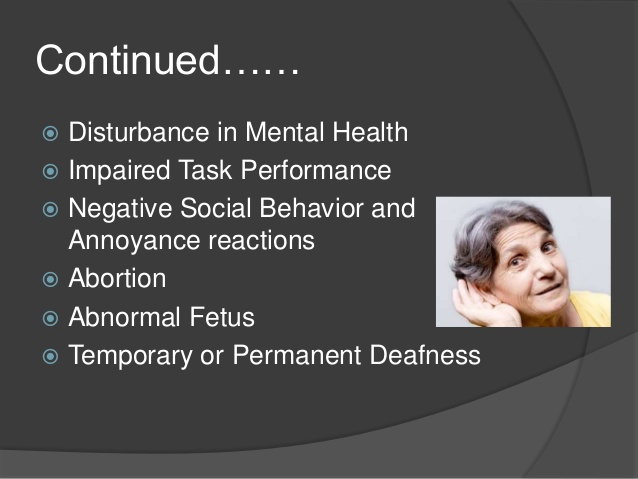 Continued……
Disturbance in Mental Health
Impaired Task Performance
Negative Social Behavior and
Annoyance reactions
Abortion
Abnormal Fetus
Temporary or Permanent Deafness